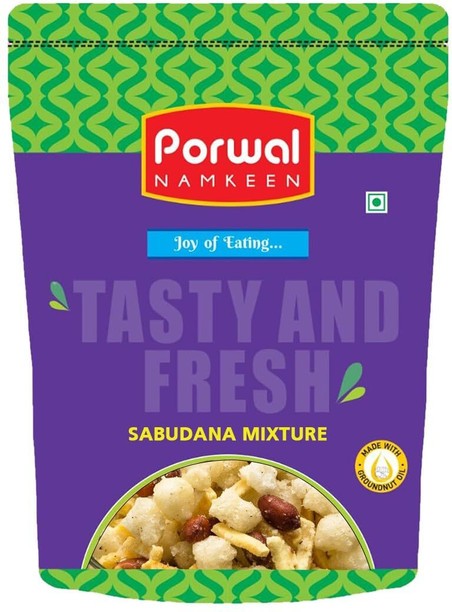 Porwal
NAMKEEN
Joy of Eating...
TASTY AND
FRESH
SABUDANA MIXTURE
MADE WITH
GROUNDNUT OIL